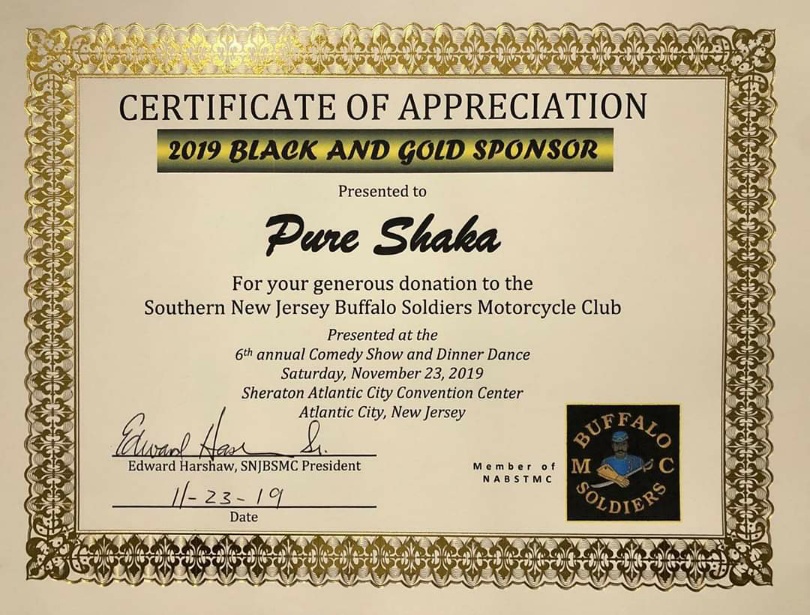 CERTIFICATE OF APPRECIATION
2019 BLACK AND GOLD SPONSOR
Presented to
Pure Shaka
For your generous donation to the
Southern New Jersey Buffalo Soldiers Motorcycle Club
Presented at the
6th annual Comedy Show and Dinner Dance
Saturday, November 23, 2019
Sheraton Atlantic City Convention Center
Atlantic City, New Jersey
Edward Hars Sr.
Edward Harshaw, SNJBSMC President
11-23-19
Date
Member of
NABSTMC
BUFFALO
M C
SOLDIERS